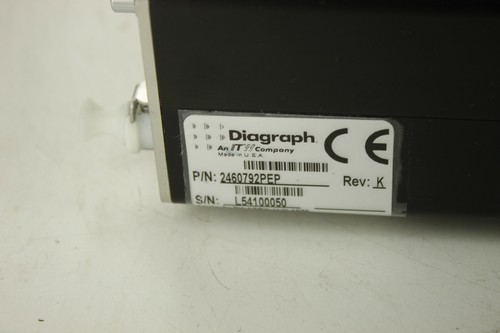 Diagraph
An ITW Company
Made in U.S.A.
CE
P/N: 2460792PEP Rev: K
S/N: L54100050